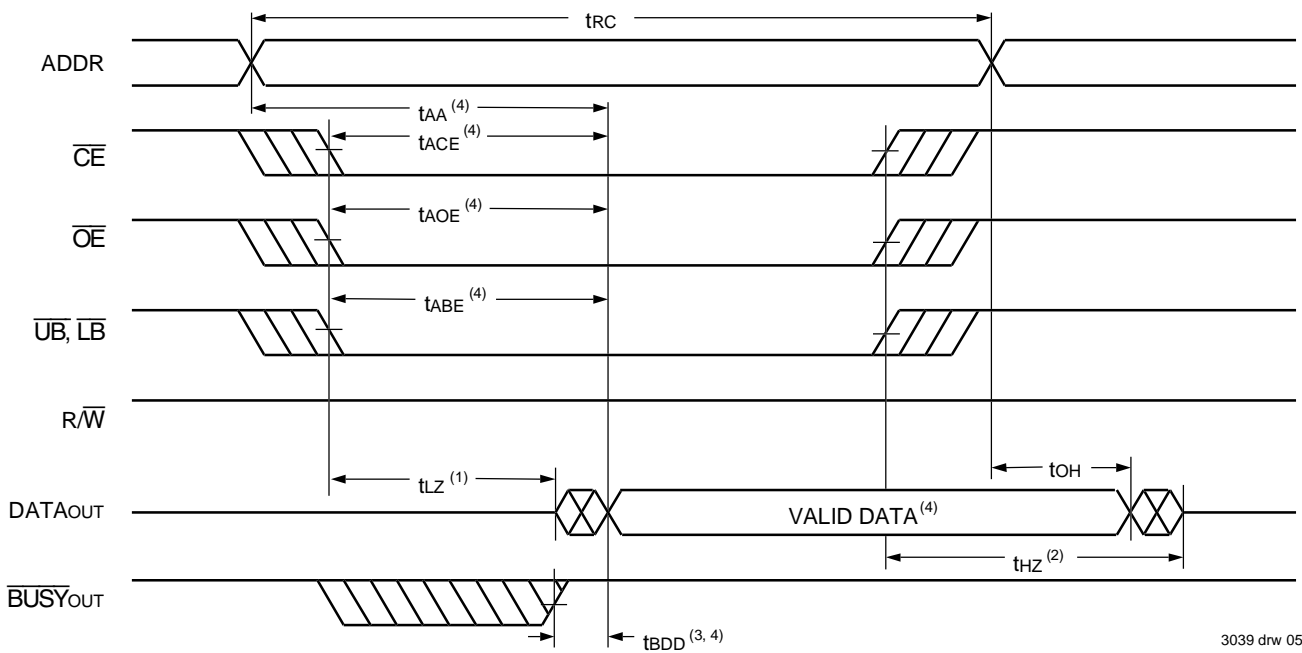 tRC
ADDR
tAA (4)
CE
tACE (4)
OE
tAOE (4)
UB, LB
tABE (4)
R/W
tOH
tLZ (1)
DATAOUT
VALID DATA (4)
tHZ (2)
BUSYOUT
tBDD (3, 4)
3039 drw 05